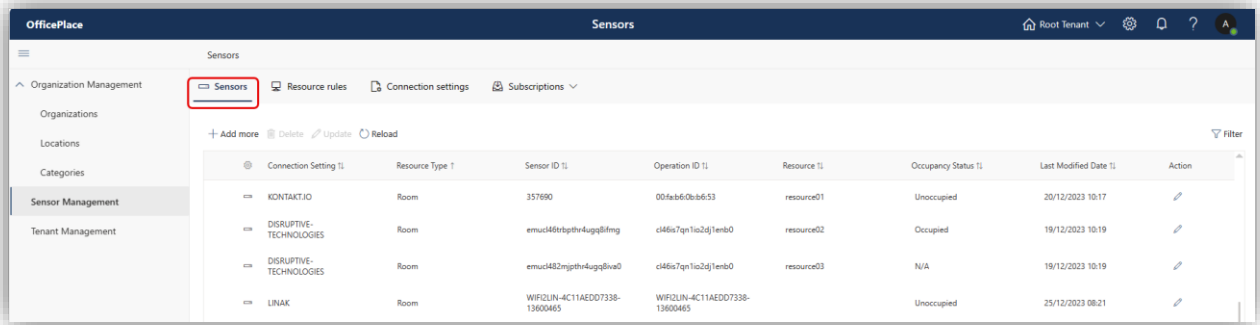 OfficePlace
Sensors
Root Tenant
?
A
Sensors
Organization Management
Organizations
Locations
Categories
Sensor Management
Tenant Management
Sensors Resource rules Connection settings Subscriptions
+ Add more Delete Update Reload Filter
Connection Setting Resource Type Sensor ID Operation ID Resource Occupancy Status Last Modified Date Action
KONTAKT.IO Room 357690 00:fa:b6:0b:b6:53 resource01 Unoccupied 20/12/2023 10:17
DISRUPTIVE-
TECHNOLOGIES Room emucl46trbpthr4ugq8ifmg cl46is7qn1io2dj1enb0 resource02 Occupied 19/12/2023 10:19
DISRUPTIVE-
TECHNOLOGIES Room emucl482mjpthr4ugq8iva0 cl46is7qn1io2dj1enb0 resource03 N/A 19/12/2023 10:19
LINAK Room WIFI2LIN-4C11AEDD7338- WIFI2LIN-4C11AEDD7338- Unoccupied 25/12/2023 08:21
13600465 13600465